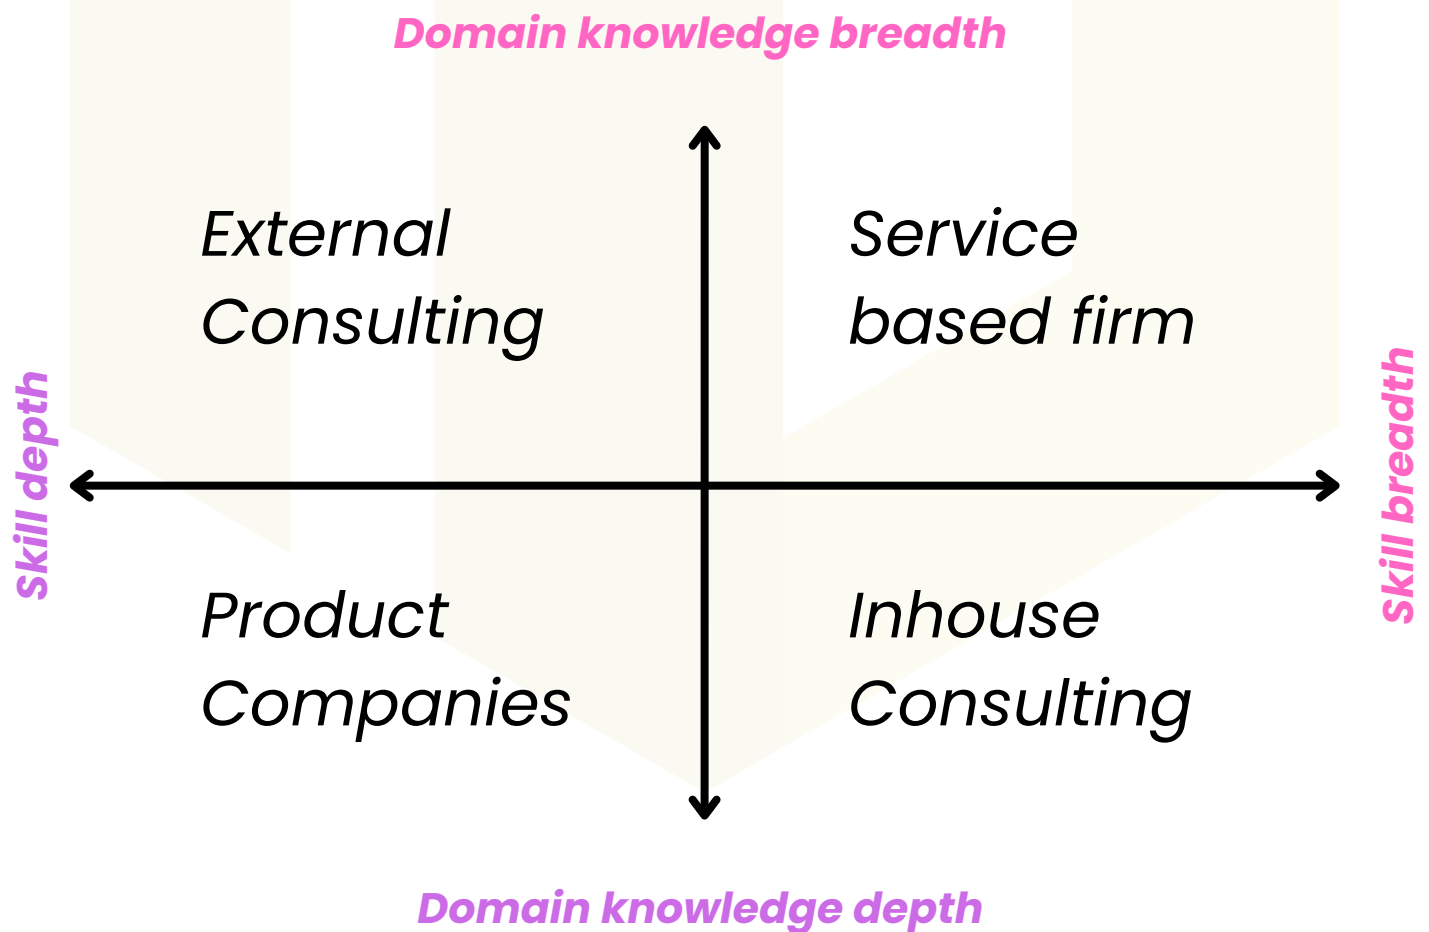 Domain knowledge breadth
External
Consulting
Service
based firm
Skill depth
Skill breadth
Product
Companies
Inhouse
Consulting
Domain knowledge depth